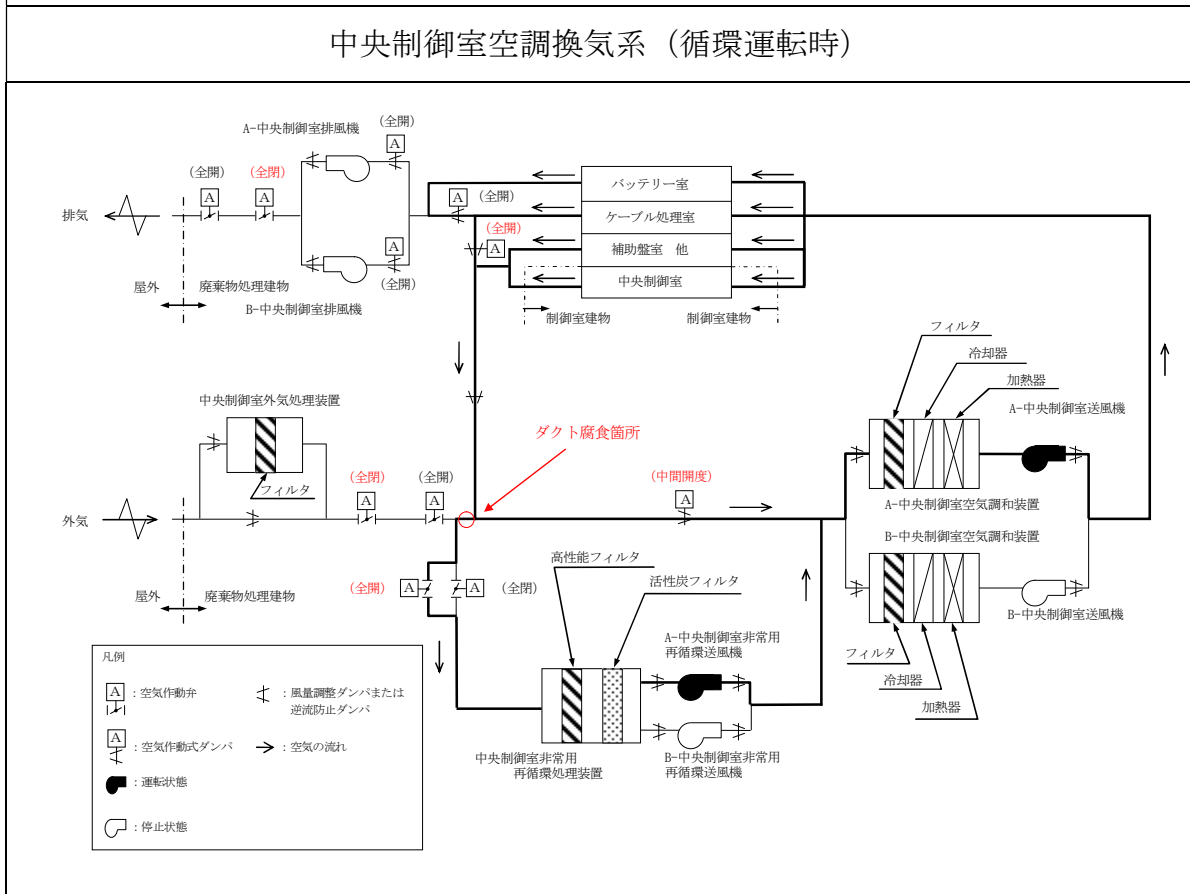 中央制御室空調換気系（循環運転時）
A-中央制御室排風機
(全開)
A
(全開)
(全閉)
A
A
排気
A
(全開)
B-中央制御室排風機
屋外
廃棄物処理建物
A
(全開)
(全開)
A
バッテリー室
ケーブル処理室
補助盤室　他
中央制御室
制御室建物
制御室建物
フィルタ
冷却器
加熱器
A-中央制御室送風機
A-中央制御室空気調和装置
B-中央制御室空気調和装置
B-中央制御室送風機
フィルタ
冷却器
加熱器
中央制御室外気処理装置
フィルタ
ダクト腐食箇所
(全閉)
(全開)
A
A
(中間開度)
A
外気
屋外
廃棄物処理建物
(全開)
A
A
(全閉)
高性能フィルタ
活性炭フィルタ
A-中央制御室非常用
再循環送風機
B-中央制御室非常用
再循環送風機
中央制御室非常用
再循環処理装置
凡例
A
：空気作動弁
：風量調整ダンパまたは
逆流防止ダンパ
A
：空気作動式ダンパ
：空気の流れ
：運転状態
：停止状態